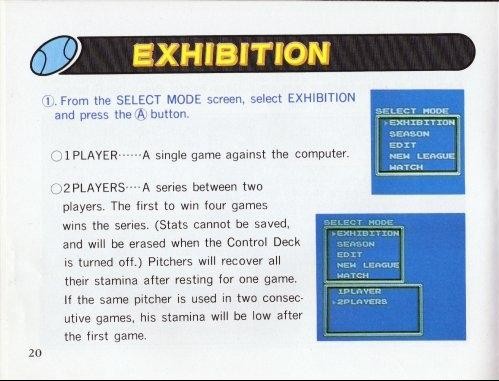 EXHIBITION
①. From the SELECT MODE screen, select EXHIBITION
and press the Ⓐ button.
○1PLAYER······A single game against the computer.
○2PLAYERS····A series between two
players. The first to win four games
wins the series. (Stats cannot be saved,
and will be erased when the Control Deck
is turned off.) Pitchers will recover all
their stamina after resting for one game.
If the same pitcher is used in two consec-
utive games, his stamina will be low after
the first game.
SELECT MODE
▸EXHIBITION
SEASON
EDIT
NEW LEAGUE
WATCH
SELECT MODE
▸EXHIBITION
SEASON
EDIT
NEW LEAGUE
WATCH
1PLAYER
▸2PLAYERS
20